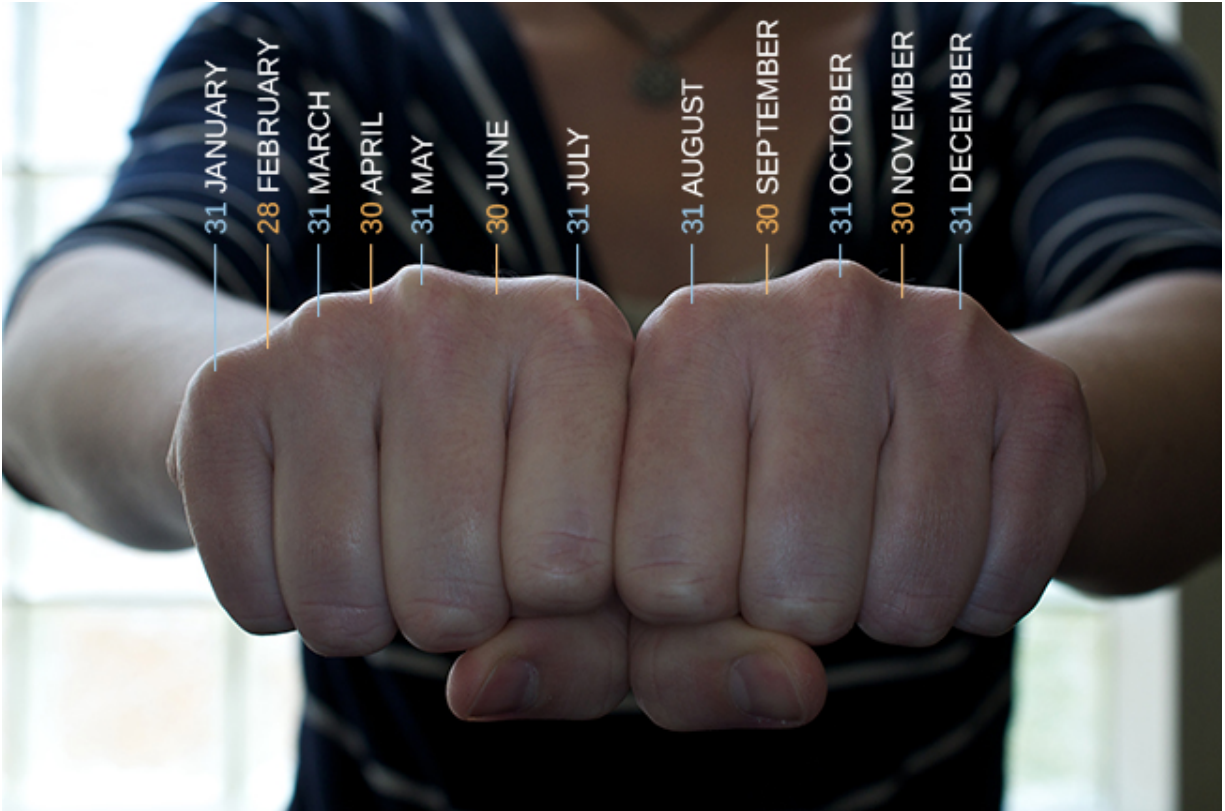 31 JANUARY
28 FEBRUARY
31 MARCH
30 APRIL
31 MAY
30 JUNE
31 JULY
31 AUGUST
30 SEPTEMBER
31 OCTOBER
30 NOVEMBER
31 DECEMBER